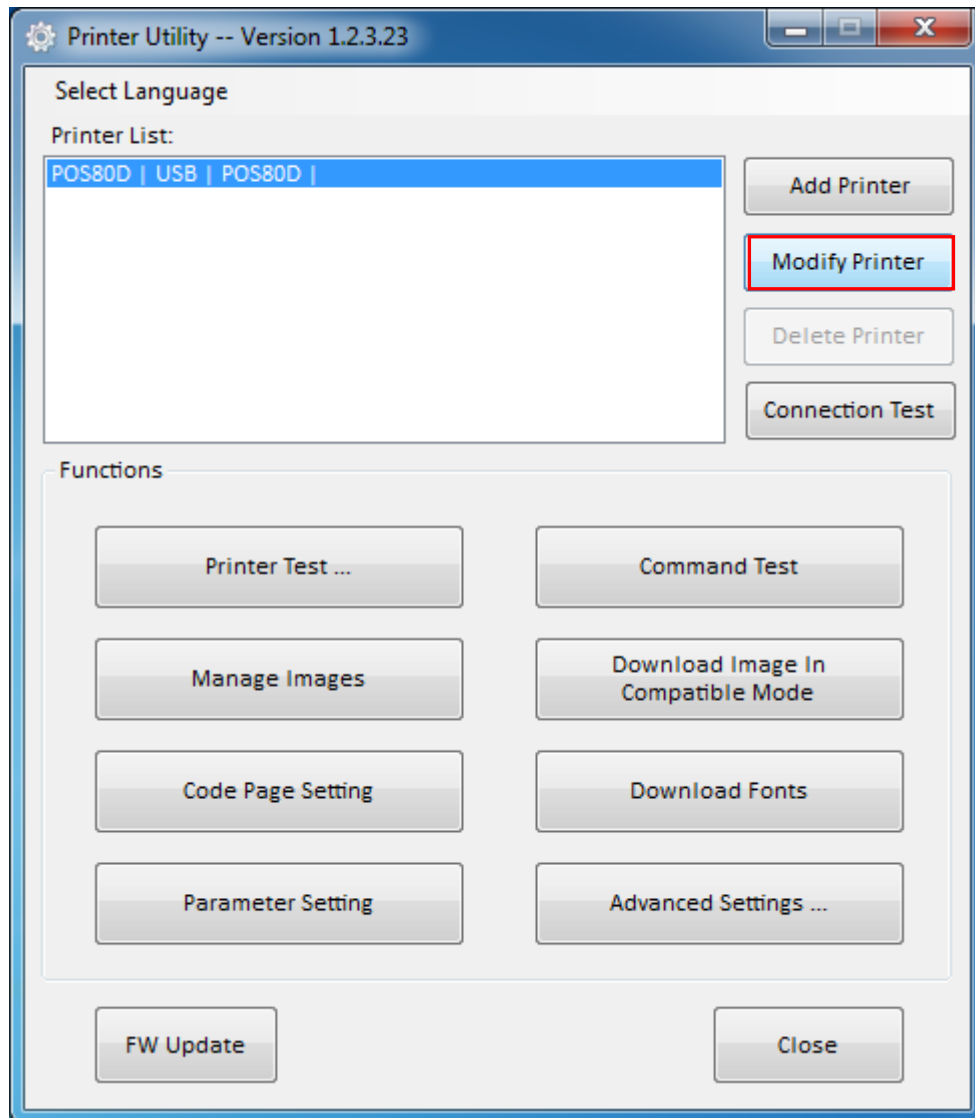 Printer Utility -- Version 1.2.3.23
Select Language
Printer List:
POS80D | USB | POS80D |
Add Printer
Modify Printer
Delete Printer
Connection Test
Functions
Printer Test ...
Command Test
Manage Images
Download Image In
Compatible Mode
Code Page Setting
Download Fonts
Parameter Setting
Advanced Settings ...
FW Update
Close